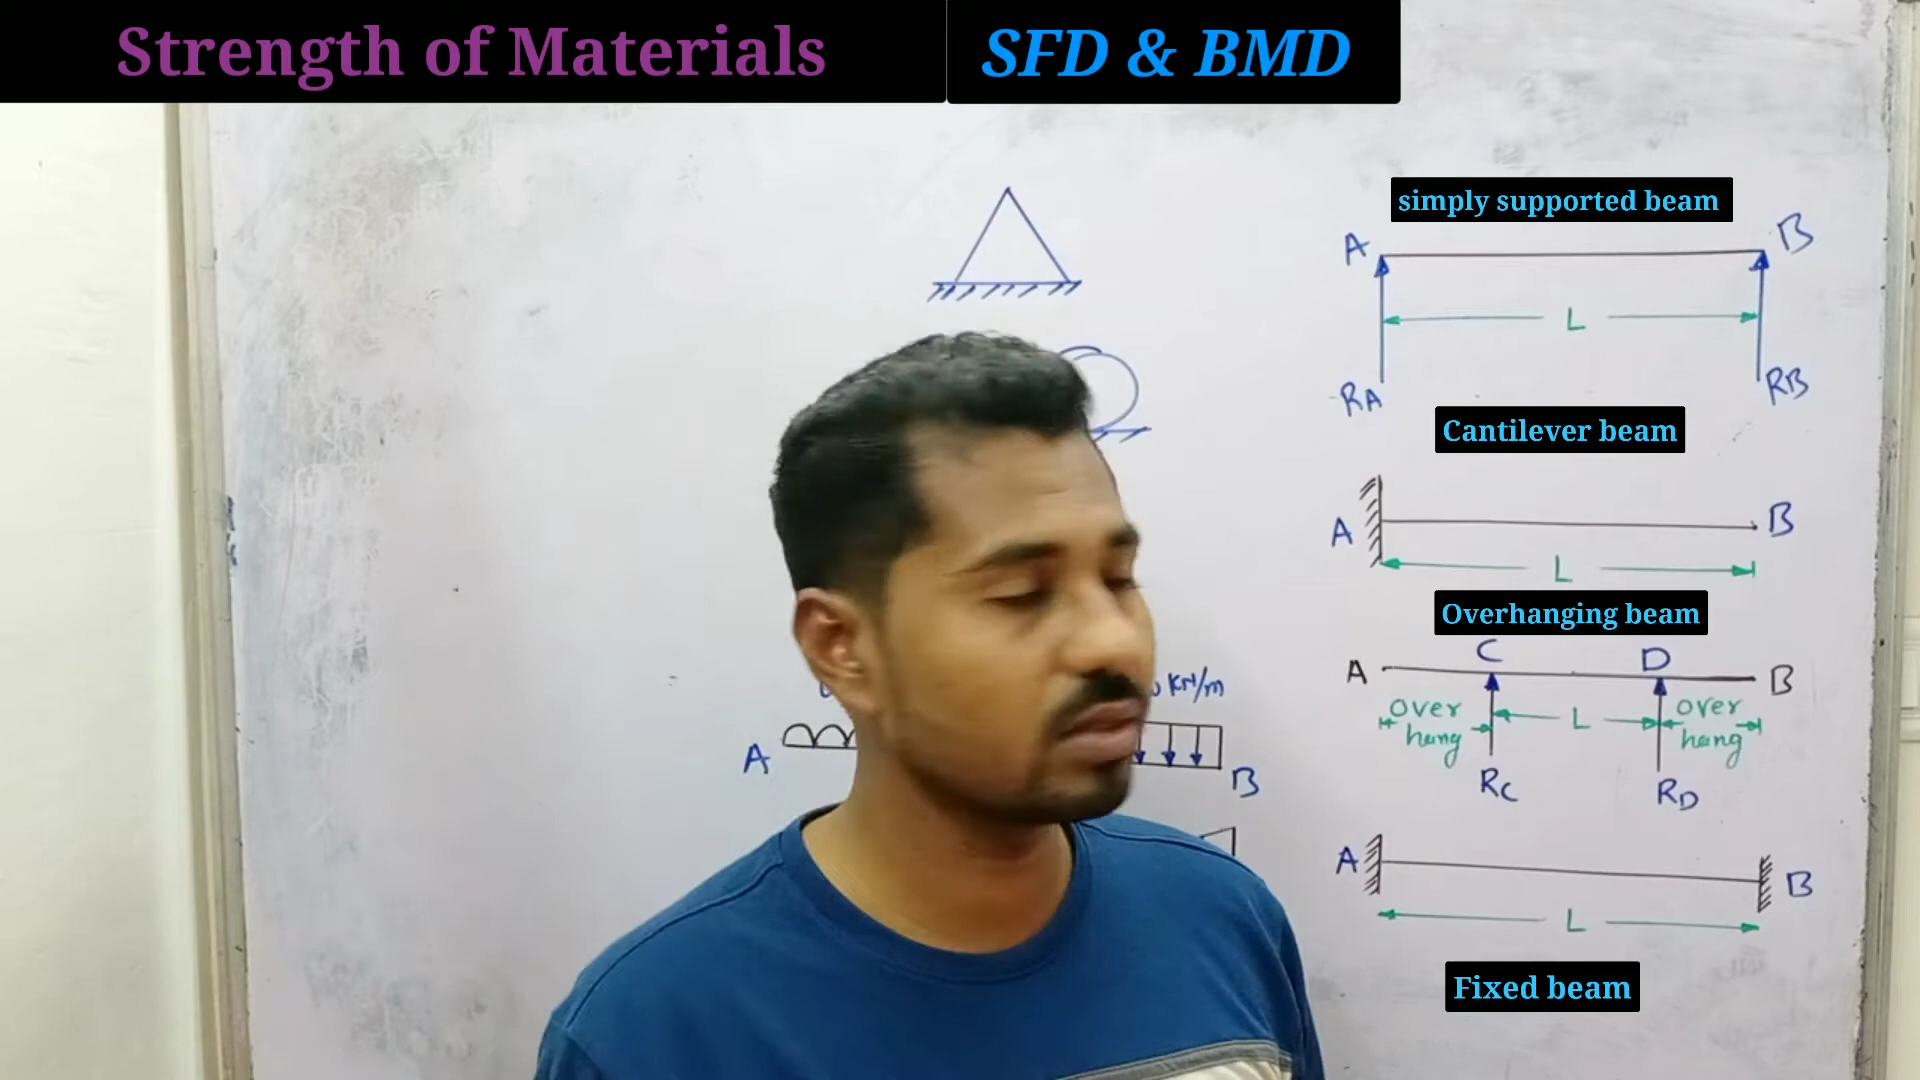 Strength of Materials
SFD & BMD
simply supported beam
A B
L
RA RB
Cantilever beam
A B
L
Overhanging beam
A C D B
over hang L over hang
RC RD
KN/m
A B
A B
L
Fixed beam